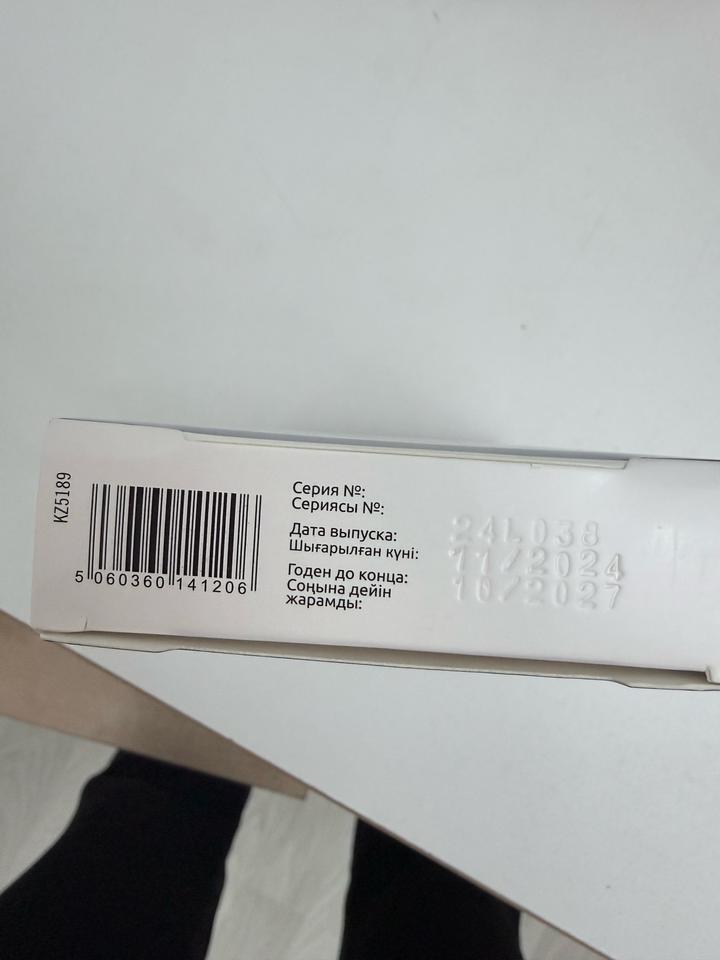 KZ5189
5 060360 141206
Серия №:
Сериясы №:
24L038
Дата выпуска:
Шығарылған күні:
11/2024
Годен до конца:
Соңына дейін
жарамды:
10/2027